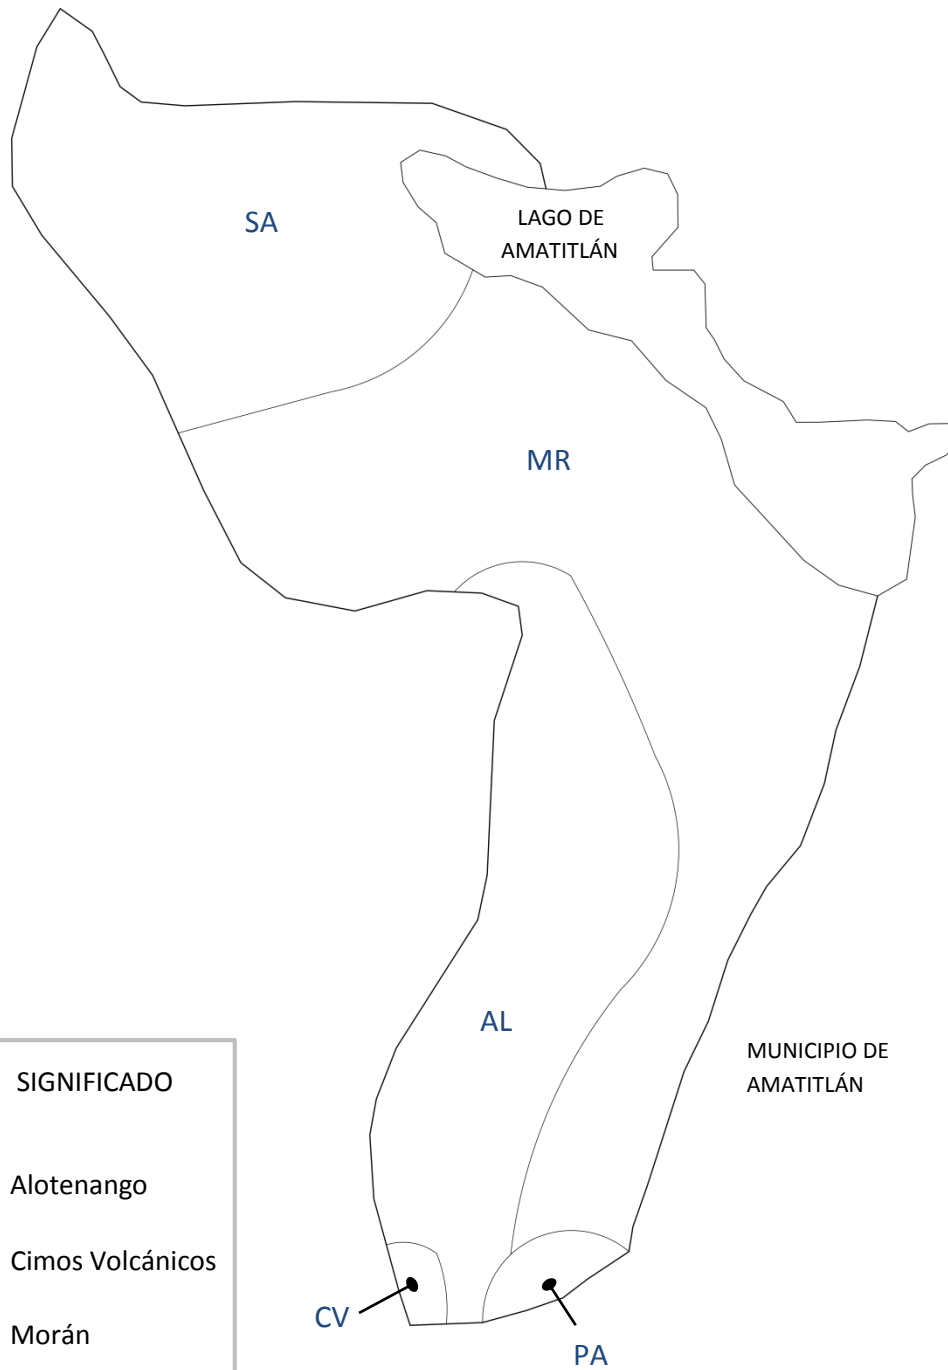 SA
LAGO DE
AMATITLÁN
MR
AL
MUNICIPIO DE
AMATITLÁN
SIGNIFICADO
Alotenango
Cimos Volcánicos
Morán
CV
PA